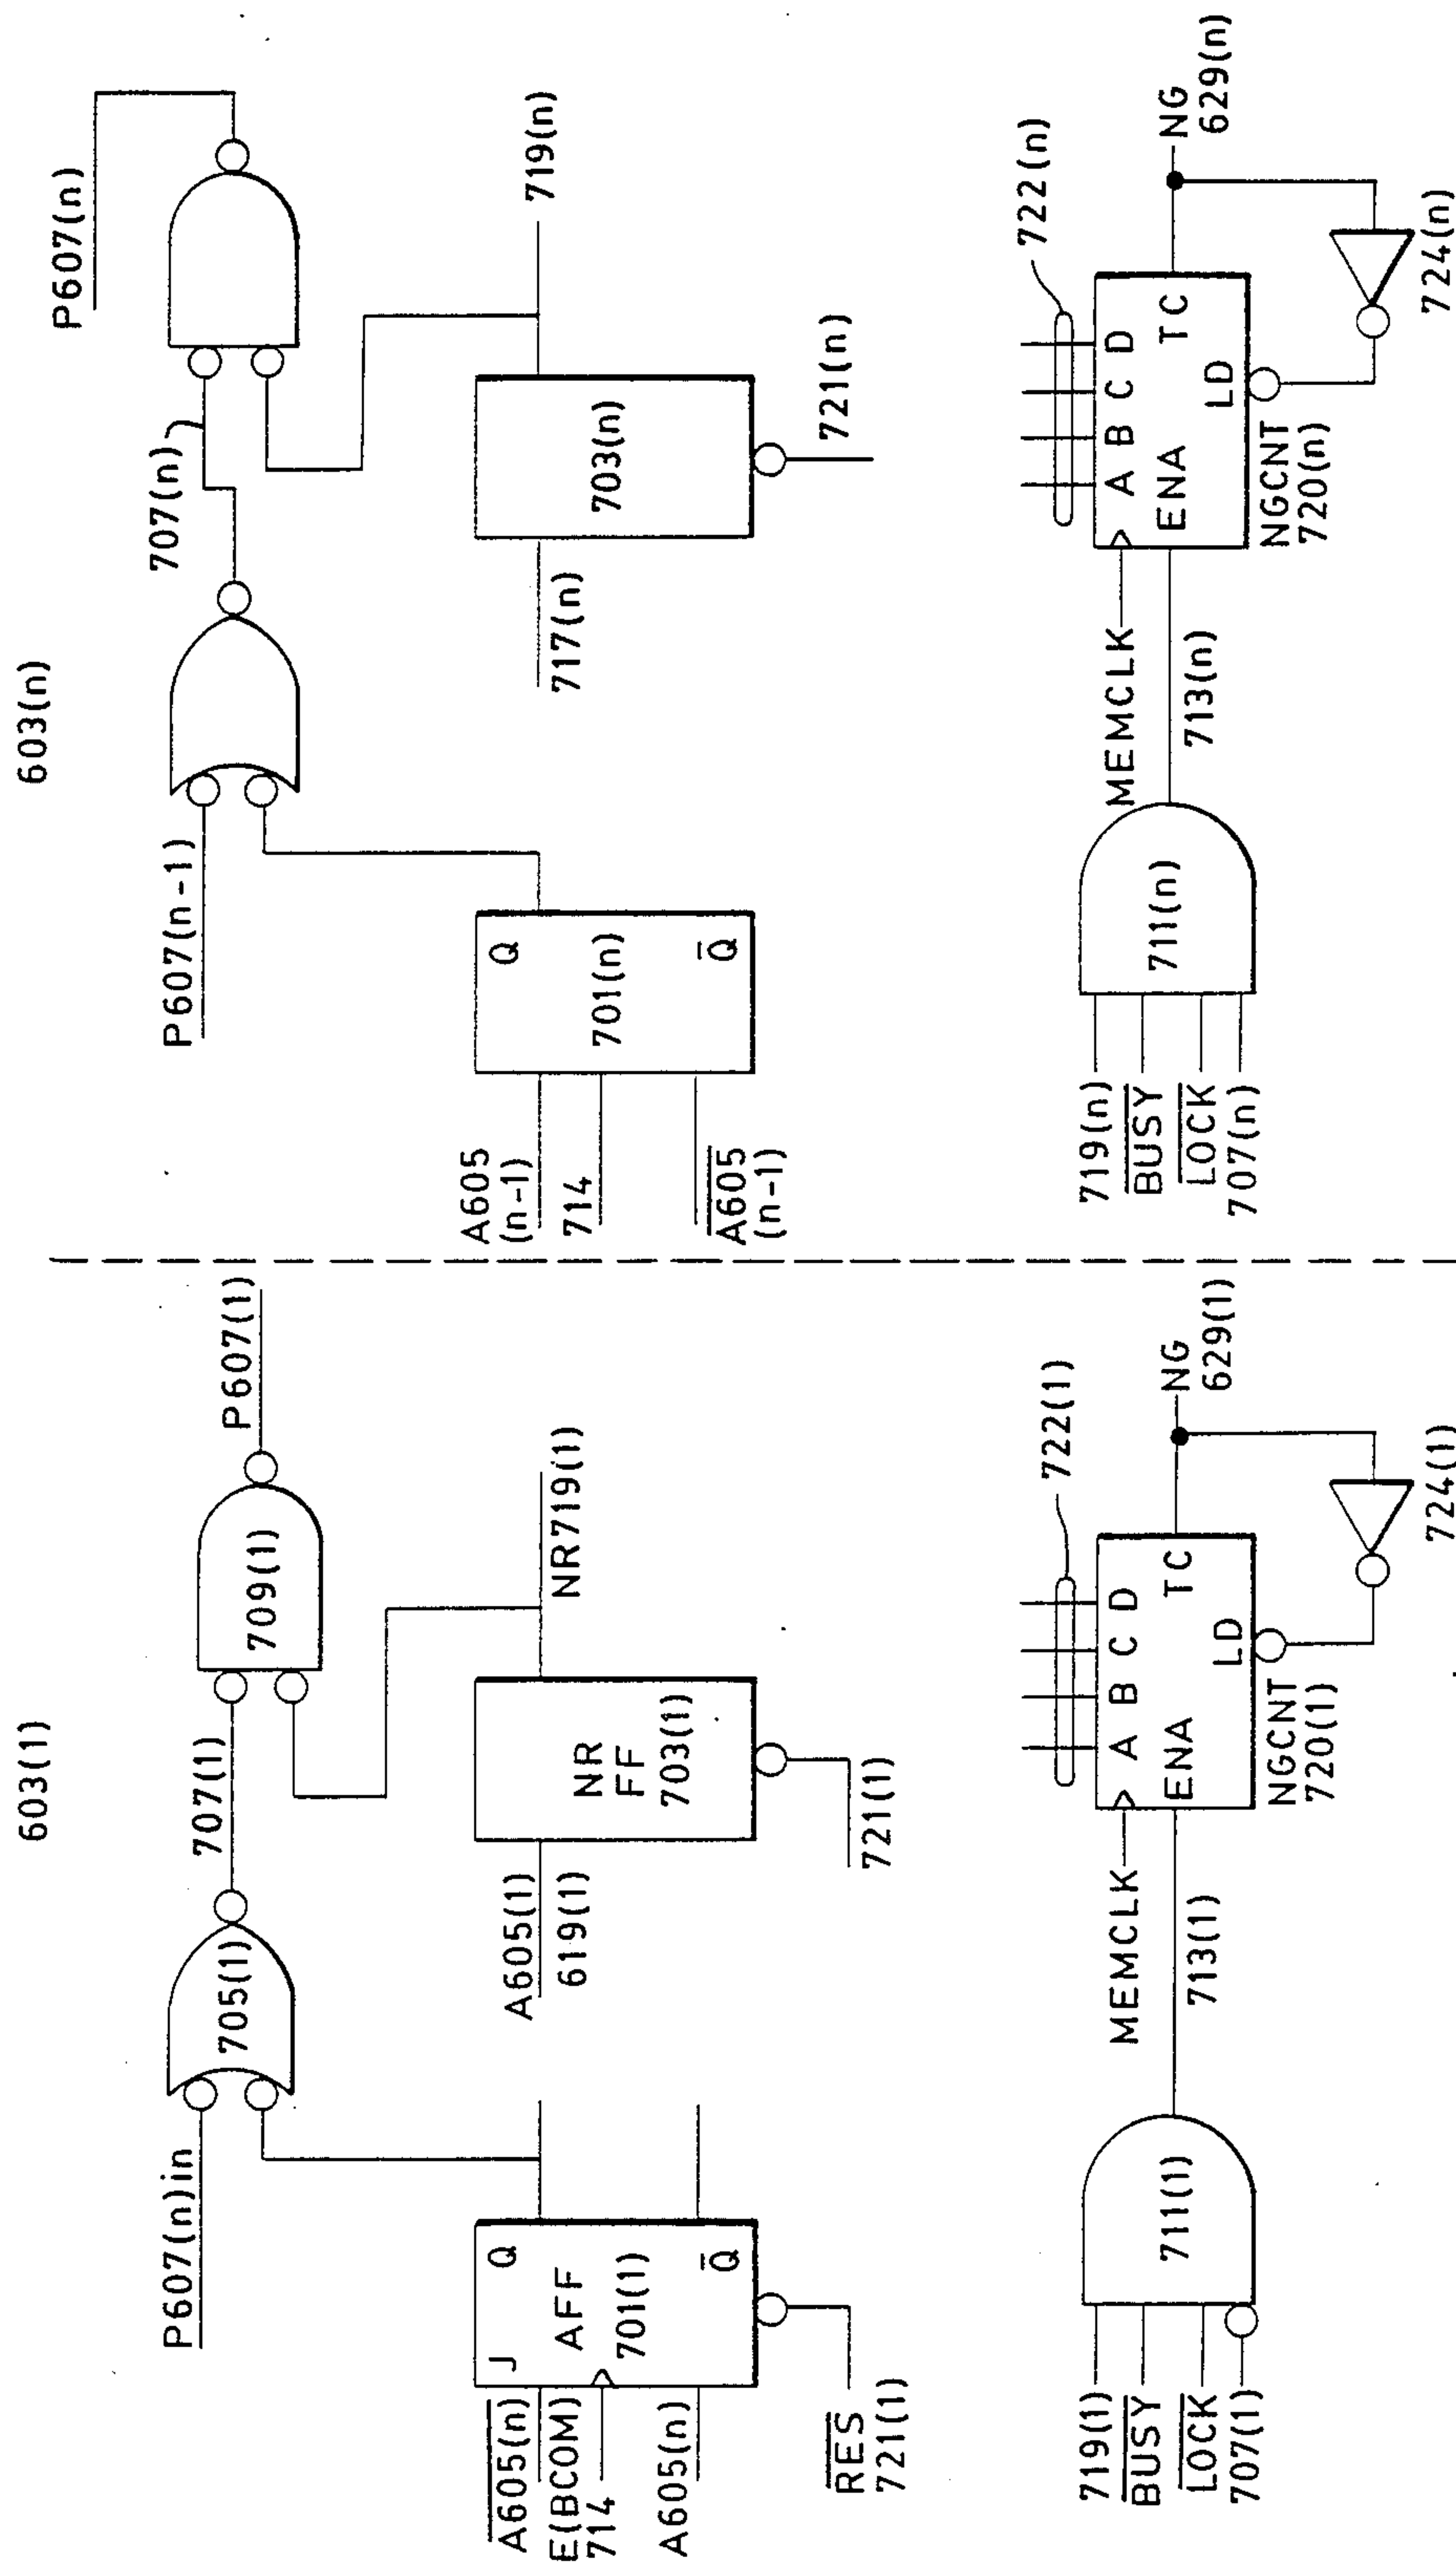 603(1)
P607(n)in
705(1)
707(1)
709(1)
P607(1)
A605(n)
E(BCOM)
714
A605(n)
J
Q
AFF
701(1)
Q
RES
721(1)
A605(1)
619(1)
NR
FF
703(1)
NR719(1)
721(1)
719(1)
BUSY
LOCK
707(1)
711(1)
713(1)
MEMCLK
A B C D
ENA
TC
LD
NGCNT
720(1)
722(1)
NG
629(1)
724(1)
603(n)
P607(n-1)
707(n)
P607(n)
A605
(n-1)
714
A605
(n-1)
Q
701(n)
Q
717(n)
703(n)
719(n)
721(n)
719(n)
BUSY
LOCK
707(n)
711(n)
713(n)
MEMCLK
A B C D
ENA
TC
LD
NGCNT
720(n)
722(n)
NG
629(n)
724(n)